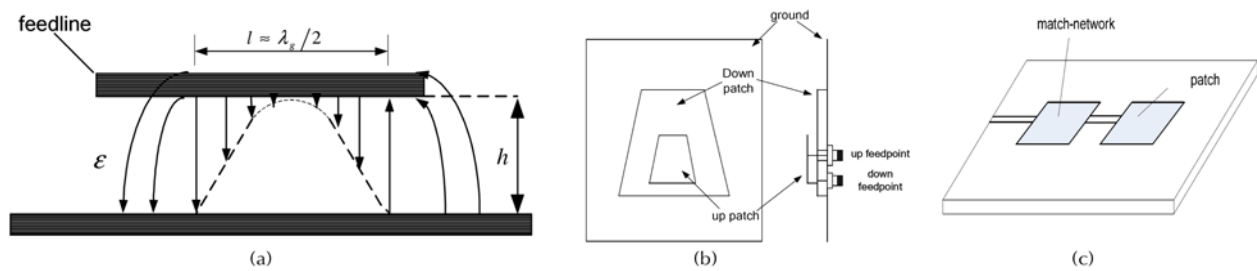 feedline
l ≈ λg/2
ε
h
(a)
ground
Down
patch
up patch
up feedpoint
down
feedpoint
(b)
match-network
patch
(c)